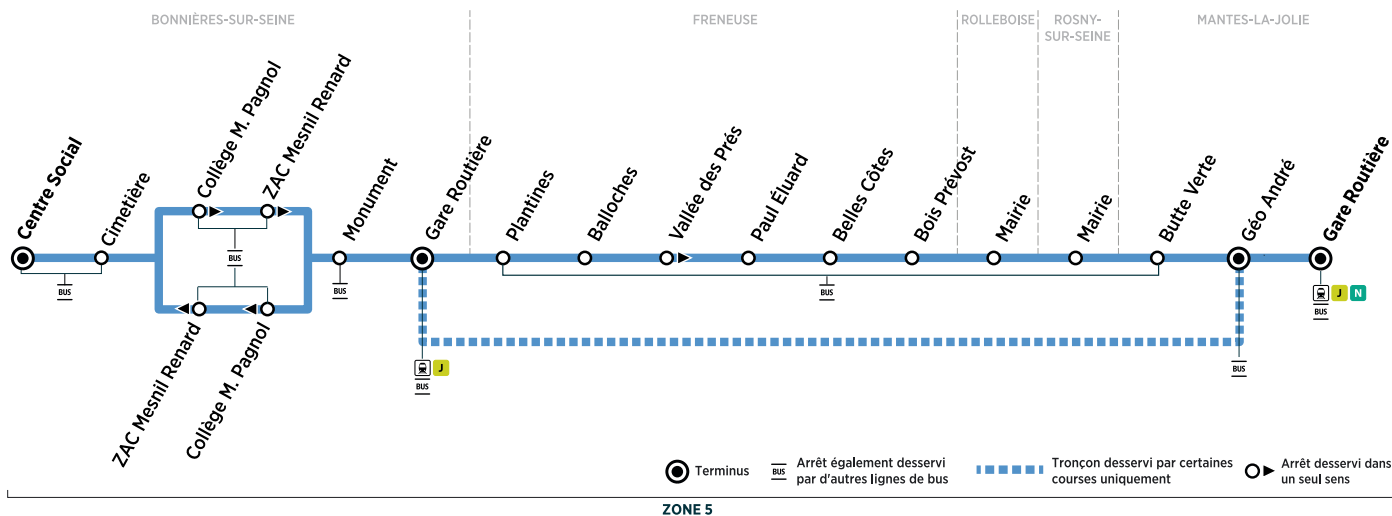 BONNIÈRES-SUR-SEINE
FRENEUSE
ROLLEBOISE
ROSNY-
SUR-SEINE
MANTES-LA-JOLIE
Centre Social
Cimetière
Collège M. Pagnol
ZAC Mesnil Renard
Monument
Gare Routière
Plantines
Balloches
Vallée des Prés
Paul Éluard
Belles Côtes
Bois Prévost
Mairie
Mairie
Butte Verte
Géo André
Gare Routière
BUS
BUS
BUS
BUS
J
N
BUS
ZAC Mesnil Renard
Collège M. Pagnol
J
BUS
BUS
Terminus
BUS
Arrêt également desservi
par d'autres lignes de bus
Tronçon desservi par certaines
courses uniquement
Arrêt desservi dans
un seul sens
ZONE 5